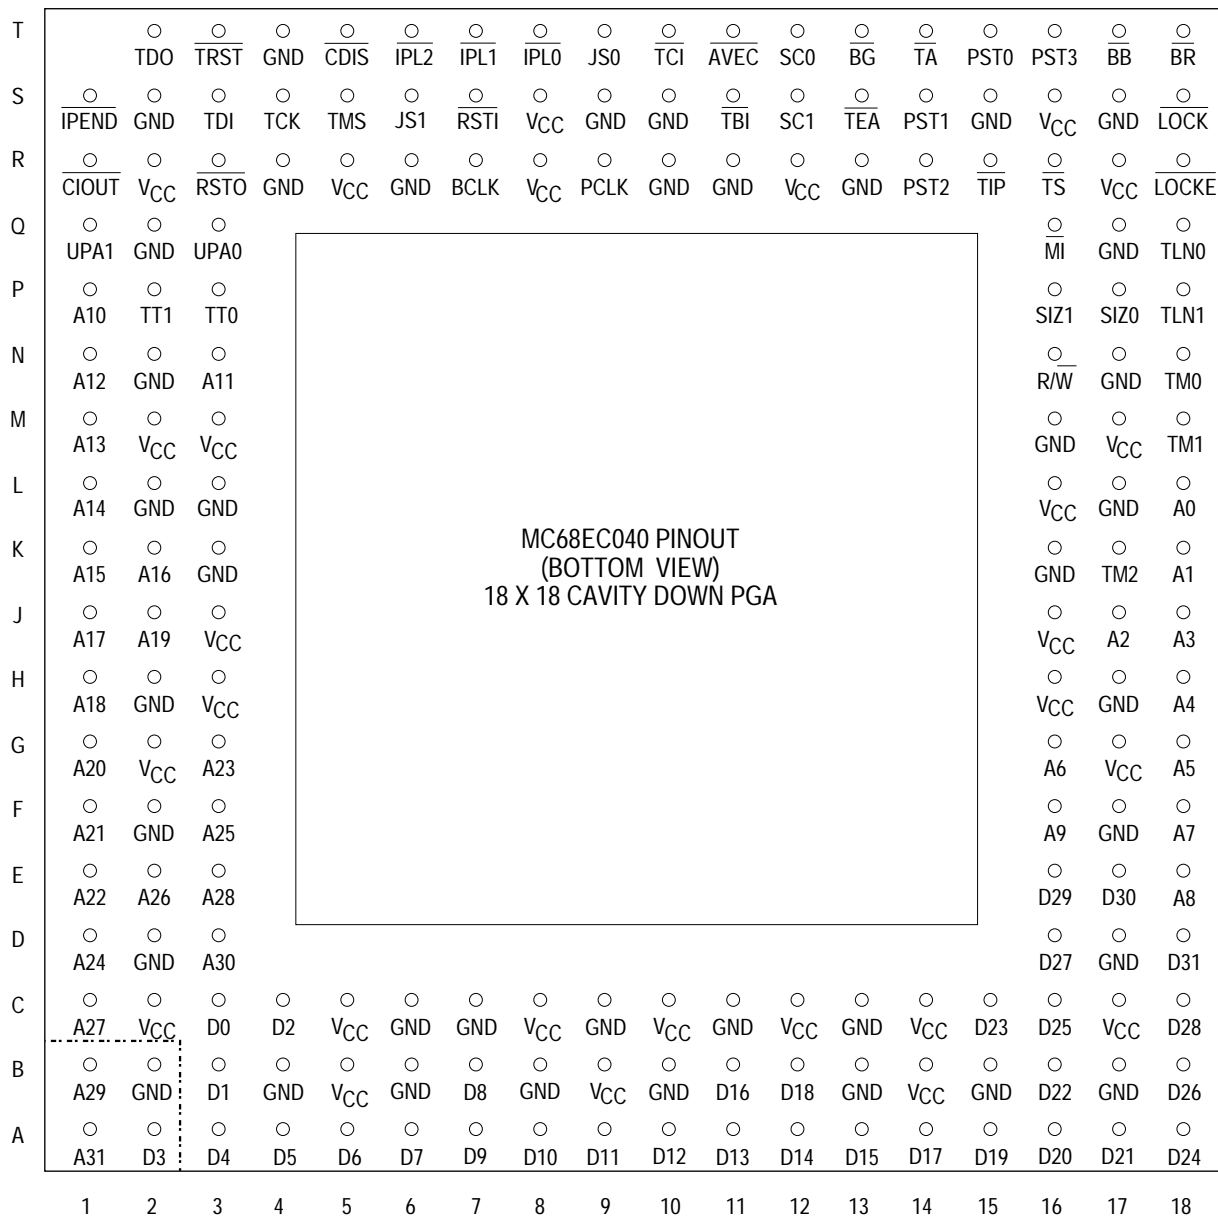 T
TDO TRST GND CDIS IPL2 IPL1 IPL0 JS0 TCI AVEC SC0 BG TA PST0 PST3 BB BR
S
IPEND GND TDI TCK TMS JS1 RSTI VCC GND GND TBI SC1 TEA PST1 GND VCC GND LOCK
R
CIOUT VCC RSTO GND VCC GND BCLK VCC PCLK GND GND VCC GND PST2 TIP TS VCC LOCKE
Q
UPA1 GND UPA0 MI GND TLN0
P
A10 TT1 TT0 SIZ1 SIZ0 TLN1
N
A12 GND A11 R/W GND TM0
M
A13 VCC VCC GND VCC TM1
L
A14 GND GND VCC GND A0
MC68EC040 PINOUT
(BOTTOM VIEW)
18 X 18 CAVITY DOWN PGA
K
A15 A16 GND GND TM2 A1
J
A17 A19 VCC VCC A2 A3
H
A18 GND VCC VCC GND A4
G
A20 VCC A23 A6 VCC A5
F
A21 GND A25 A9 GND A7
E
A22 A26 A28 D29 D30 A8
D
A24 GND A30 D27 GND D31
C
A27 VCC D0 D2 VCC GND GND VCC GND VCC GND VCC GND VCC D23 D25 VCC D28
B
A29 GND D1 GND VCC GND D8 GND VCC GND D16 D18 GND VCC GND D22 GND D26
A
A31 D3 D4 D5 D6 D7 D9 D10 D11 D12 D13 D14 D15 D17 D19 D20 D21 D24
1 2 3 4 5 6 7 8 9 10 11 12 13 14 15 16 17 18